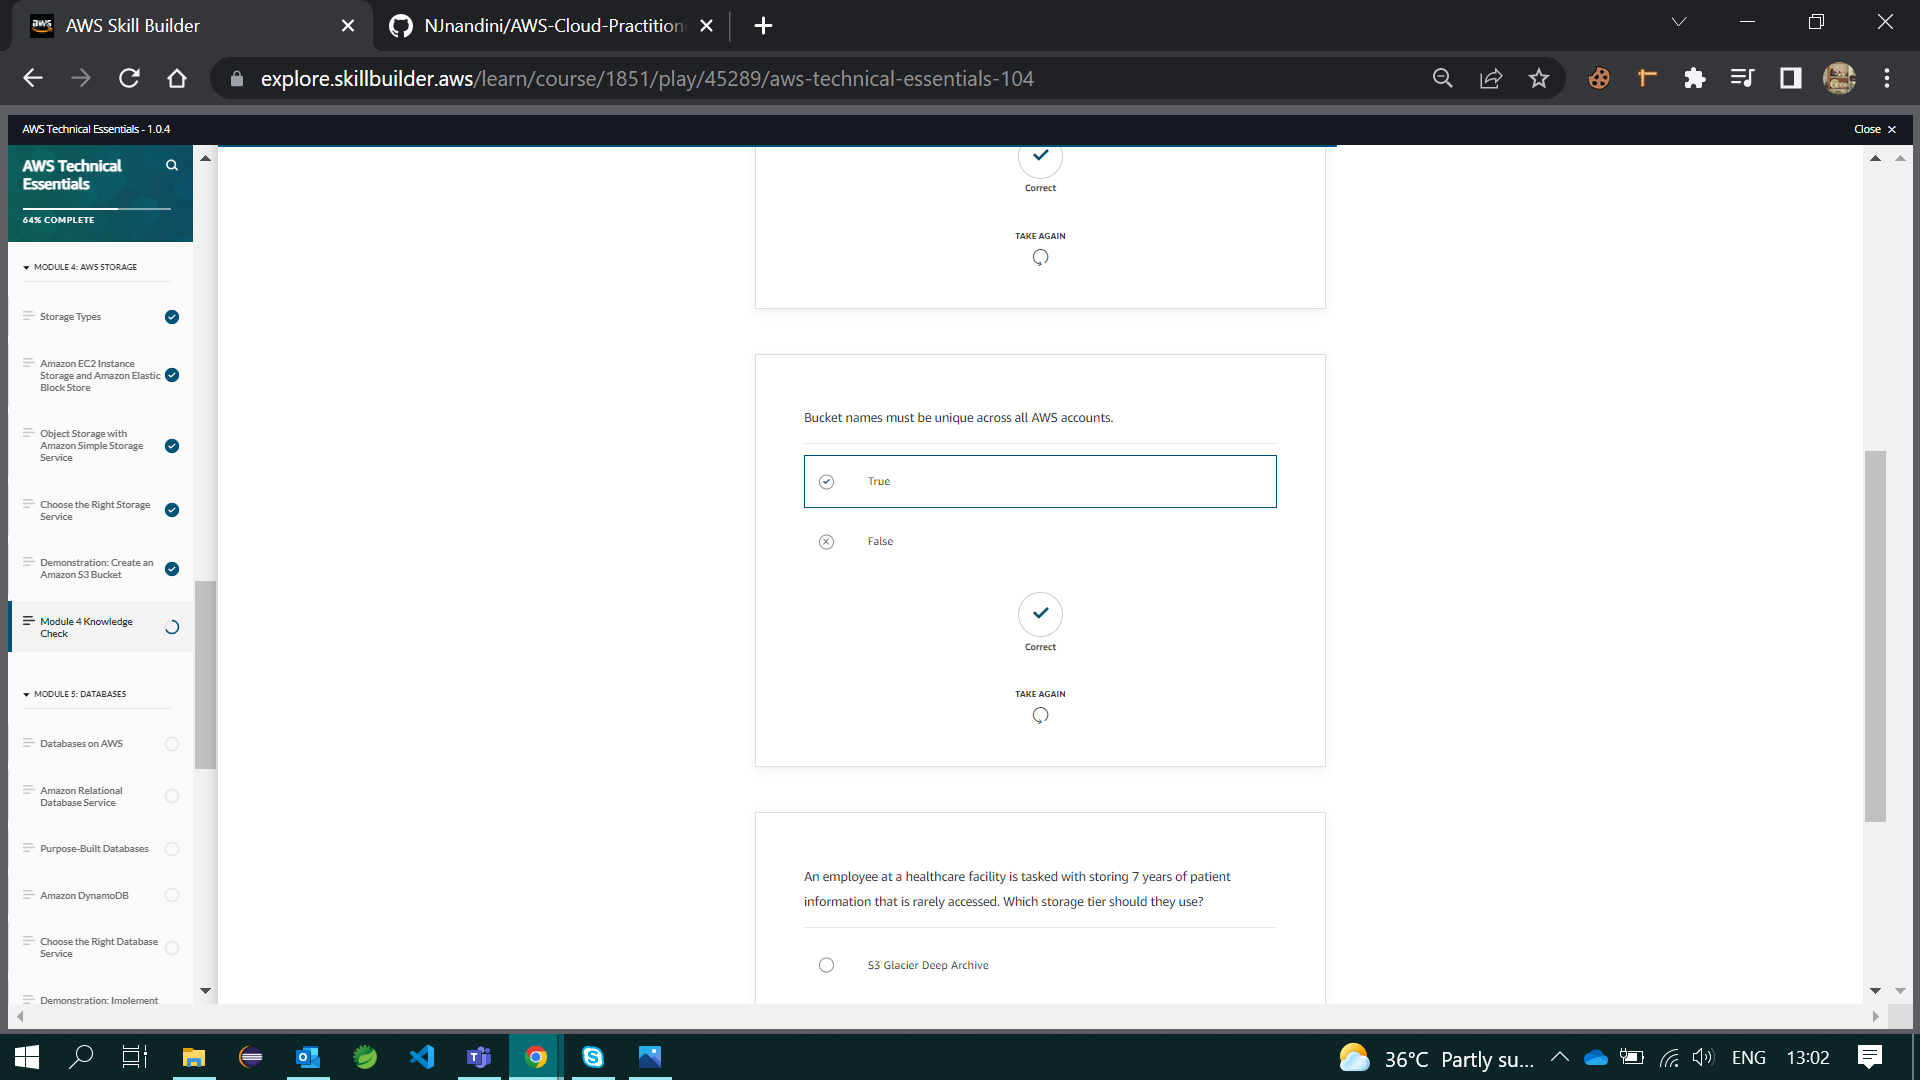 AWS Skill Builder
NJnandini/AWS-Cloud-Practition
explore.skillbuilder.aws/learn/course/1851/play/45289/aws-technical-essentials-104
AWS Technical Essentials - 1.0.4
Close
AWS Technical
Essentials
64% COMPLETE
MODULE 4: AWS STORAGE
Storage Types
Amazon EC2 Instance
Storage and Amazon Elastic
Block Store
Object Storage with
Amazon Simple Storage
Service
Choose the Right Storage
Service
Demonstration: Create an
Amazon S3 Bucket
Module 4 Knowledge
Check
MODULE 5: DATABASES
Databases on AWS
Amazon Relational
Database Service
Purpose-Built Databases
Amazon DynamoDB
Choose the Right Database
Service
Demonstration: Implement
Correct
TAKE AGAIN
Bucket names must be unique across all AWS accounts.
True
False
Correct
TAKE AGAIN
An employee at a healthcare facility is tasked with storing 7 years of patient
information that is rarely accessed. Which storage tier should they use?
S3 Glacier Deep Archive
36°C Partly su...
ENG
13:02